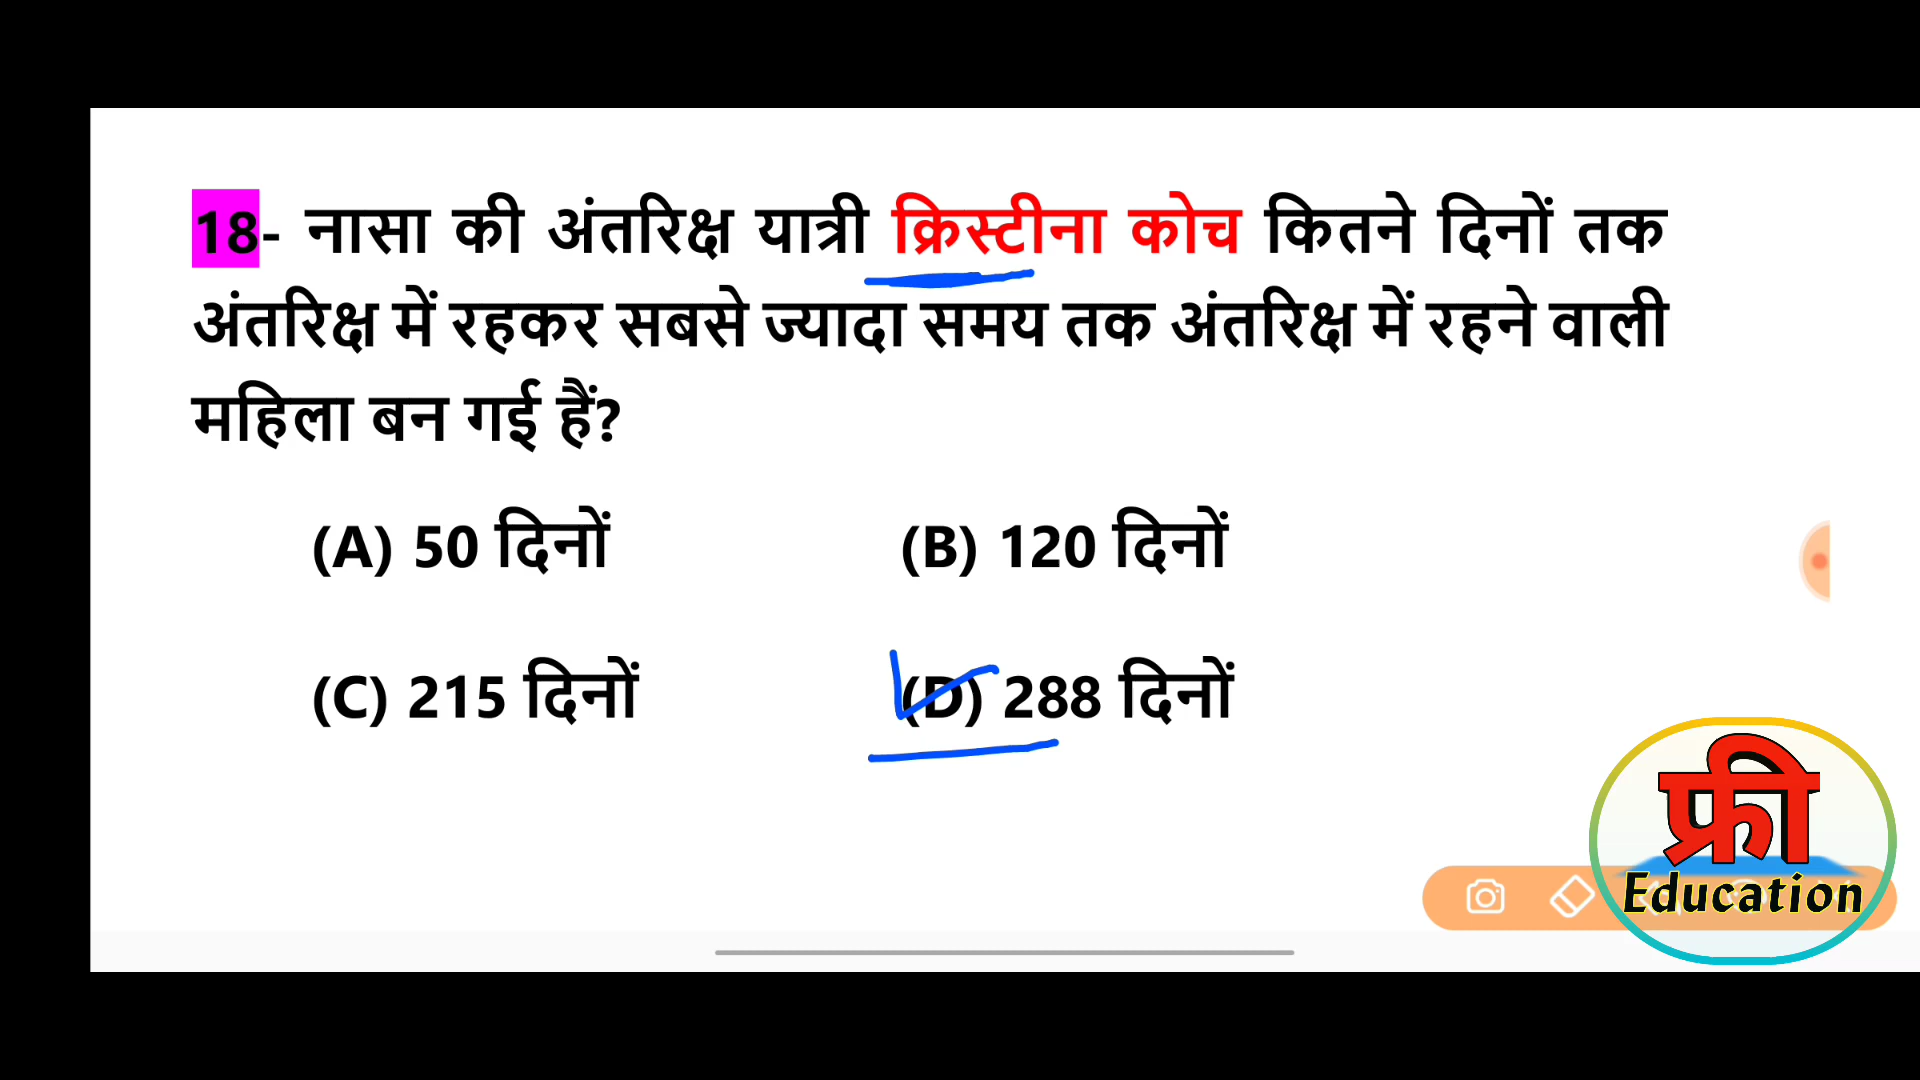 18- नासा की अंतरिक्ष यात्री क्रिस्टीना कोच कितने दिनों तक
अंतरिक्ष में रहकर सबसे ज्यादा समय तक अंतरिक्ष में रहने वाली
महिला बन गई हैं?
(A) 50 दिनों (B) 120 दिनों
(C) 215 दिनों (D) 288 दिनों
फ्री
Education